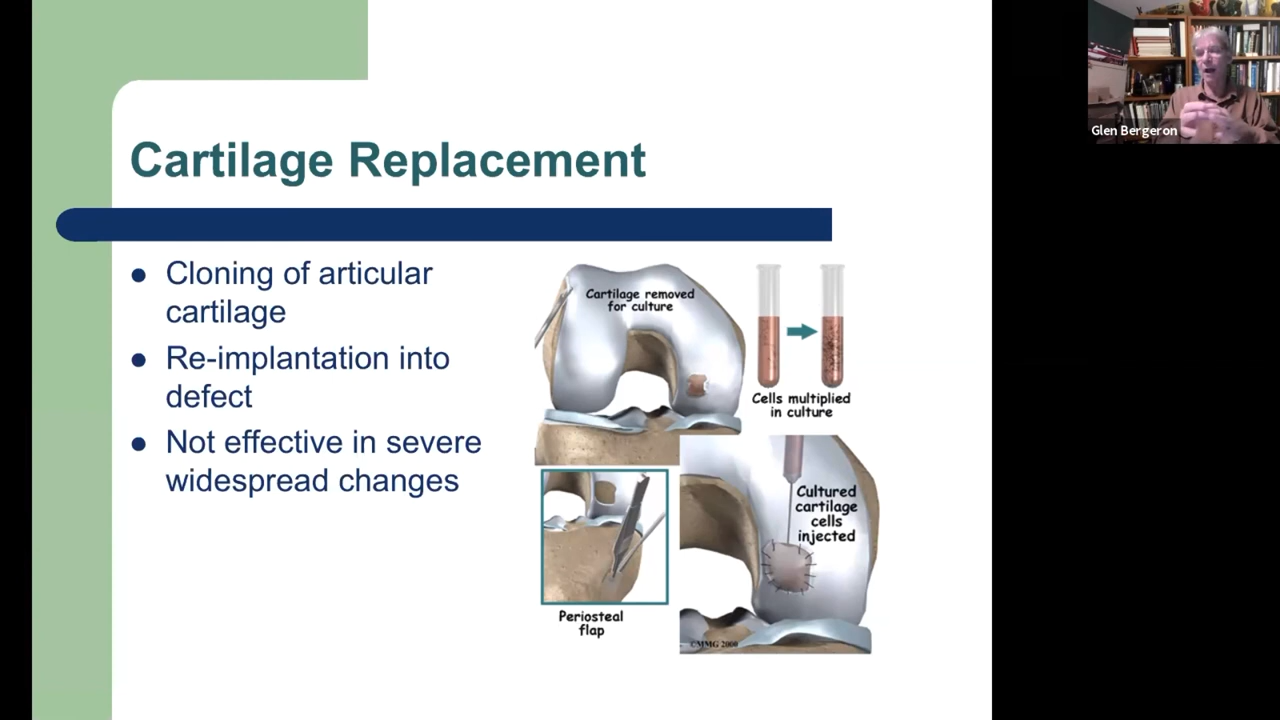 Cartilage Replacement
Cloning of articular
cartilage
Re-implantation into
defect
Not effective in severe
widespread changes
Cartilage removed
for culture
Cells multiplied
in culture
Periosteal
flap
Cultured
cartilage
cells
injected
©MMG 2000
Glen Bergeron